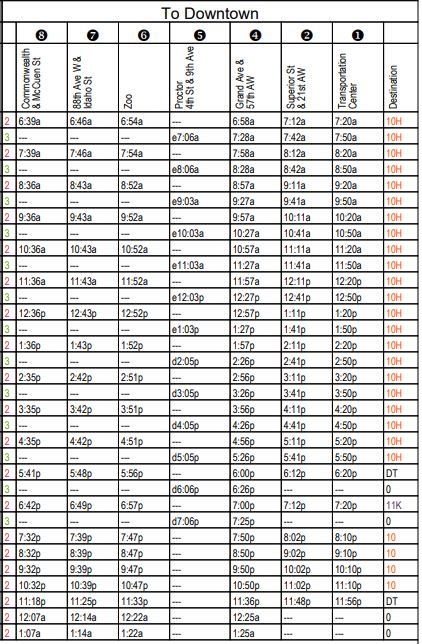 To Downtown
❽ ❼ ❻ ❺ ❹ ❷ ❶
Commonwealth & McCuen St
88th Ave W & Idaho St
Zoo
Proctor 4th St & 9th Ave
Grand Ave & 57th AW
Superior St & 21st AW
Transportation Center
Destination
2 6:39a 6:46a 6:54a --- 6:58a 7:12a 7:20a 10H
3 --- --- --- e7:06a 7:28a 7:42a 7:50a 10H
2 7:39a 7:46a 7:54a --- 7:58a 8:12a 8:20a 10H
3 --- --- --- e8:06a 8:28a 8:42a 8:50a 10H
2 8:36a 8:43a 8:52a --- 8:57a 9:11a 9:20a 10H
3 --- --- --- e9:03a 9:27a 9:41a 9:50a 10H
2 9:36a 9:43a 9:52a --- 9:57a 10:11a 10:20a 10H
3 --- --- --- e10:03a 10:27a 10:41a 10:50a 10H
2 10:36a 10:43a 10:52a --- 10:57a 11:11a 11:20a 10H
3 --- --- --- e11:03a 11:27a 11:41a 11:50a 10H
2 11:36a 11:43a 11:52a --- 11:57a 12:11p 12:20p 10H
3 --- --- --- e12:03p 12:27p 12:41p 12:50p 10H
2 12:36p 12:43p 12:52p --- 12:57p 1:11p 1:20p 10H
3 --- --- --- e1:03p 1:27p 1:41p 1:50p 10H
2 1:36p 1:43p 1:52p --- 1:57p 2:11p 2:20p 10H
3 --- --- --- d2:05p 2:26p 2:41p 2:50p 10H
2 2:35p 2:42p 2:51p --- 2:56p 3:11p 3:20p 10H
3 --- --- --- d3:05p 3:26p 3:41p 3:50p 10H
2 3:35p 3:42p 3:51p --- 3:56p 4:11p 4:20p 10H
3 --- --- --- d4:05p 4:26p 4:41p 4:50p 10H
2 4:35p 4:42p 4:51p --- 4:56p 5:11p 5:20p 10H
3 --- --- --- d5:05p 5:26p 5:41p 5:50p 10H
2 5:41p 5:48p 5:56p --- 6:00p 6:12p 6:20p DT
3 --- --- --- d6:06p 6:26p --- --- 0
2 6:42p 6:49p 6:57p --- 7:00p 7:12p 7:20p 11K
3 --- --- --- d7:06p 7:25p --- --- 0
2 7:32p 7:39p 7:47p --- 7:50p 8:02p 8:10p 10
2 8:32p 8:39p 8:47p --- 8:50p 9:02p 9:10p 10
2 9:32p 9:39p 9:47p --- 9:50p 10:02p 10:10p 10
2 10:32p 10:39p 10:47p --- 10:50p 11:02p 11:10p 10
2 11:18p 11:25p 11:33p --- 11:36p 11:48p 11:56p DT
2 12:07a 12:14a 12:22a --- 12:25a --- --- 0
2 1:07a 1:14a 1:22a --- 1:25a --- --- 0